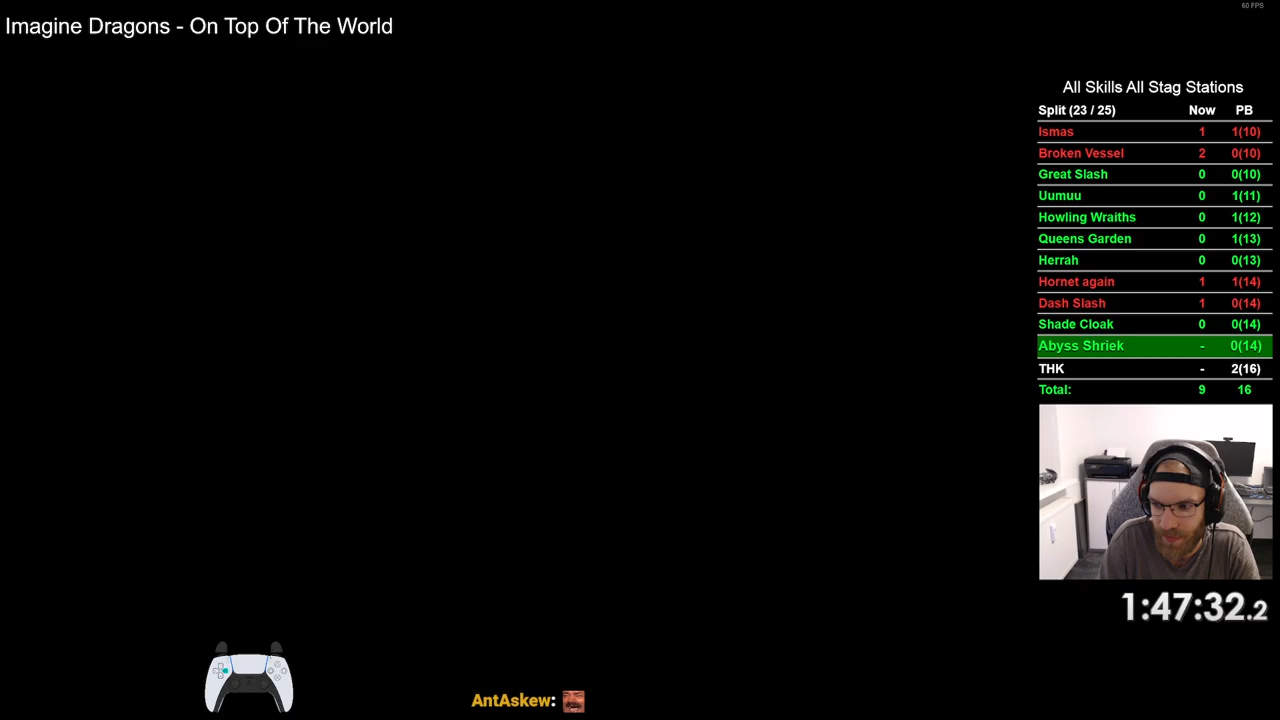 60 FPS
Imagine Dragons - On Top Of The World
All Skills All Stag Stations
Split (23 / 25) Now PB
Ismas 1 1(10)
Broken Vessel 2 0(10)
Great Slash 0 0(10)
Uumuu 0 1(11)
Howling Wraiths 0 1(12)
Queens Garden 0 1(13)
Herrah 0 0(13)
Hornet again 1 1(14)
Dash Slash 1 0(14)
Shade Cloak 0 0(14)
Abyss Shriek - 0(14)
THK - 2(16)
Total: 9 16
1:47:32.2
AntAskew: